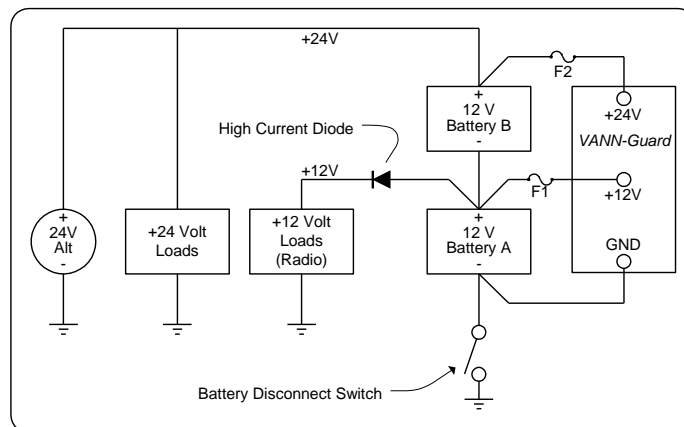 +24V
F2
+
12 V
Battery B
-
+24V
VANN-Guard
High Current Diode
+12V
F1
+12V
+
24V
Alt
-
+24 Volt
Loads
+12 Volt
Loads
(Radio)
+
12 V
Battery A
-
GND
Battery Disconnect Switch